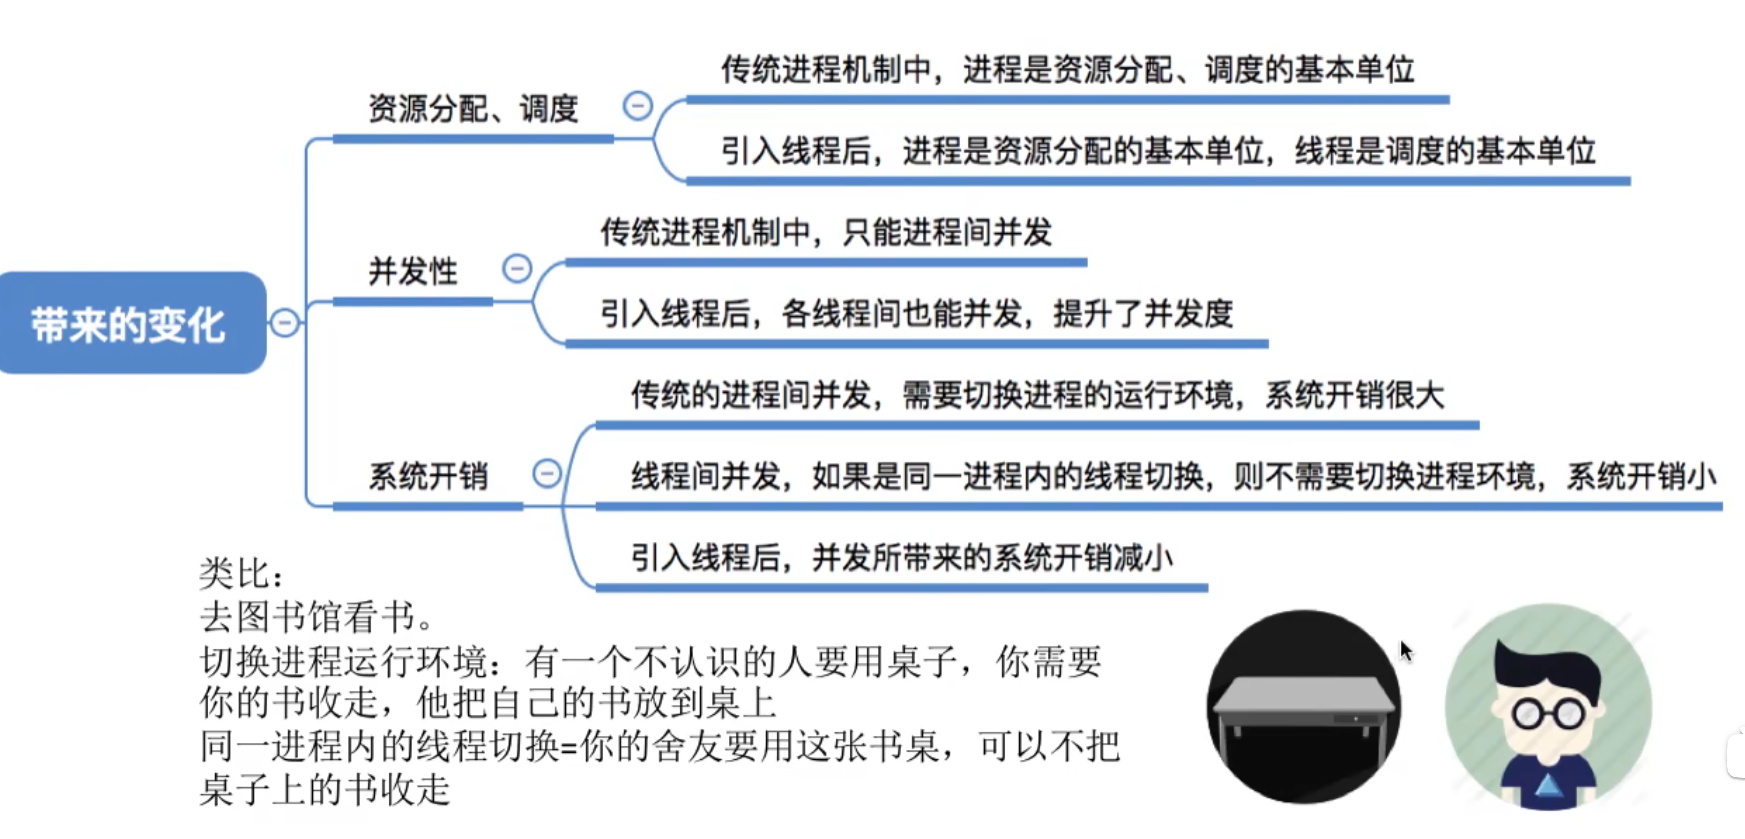 传统进程机制中，进程是资源分配、调度的基本单位
资源分配、调度
引入线程后，进程是资源分配的基本单位，线程是调度的基本单位
传统进程机制中，只能进程间并发
并发性
引入线程后，各线程间也能并发，提升了并发度
带来的变化
传统的进程间并发，需要切换进程的运行环境，系统开销很大
系统开销
线程间并发，如果是同一进程内的线程切换，则不需要切换进程环境，系统开销小
引入线程后，并发所带来的系统开销减小
类比：
去图书馆看书。
切换进程运行环境：有一个不认识的人要用桌子，你需要
你的书收走，他把自己的书放到桌上
同一进程内的线程切换=你的舍友要用这张书桌，可以不把
桌子上的书收走